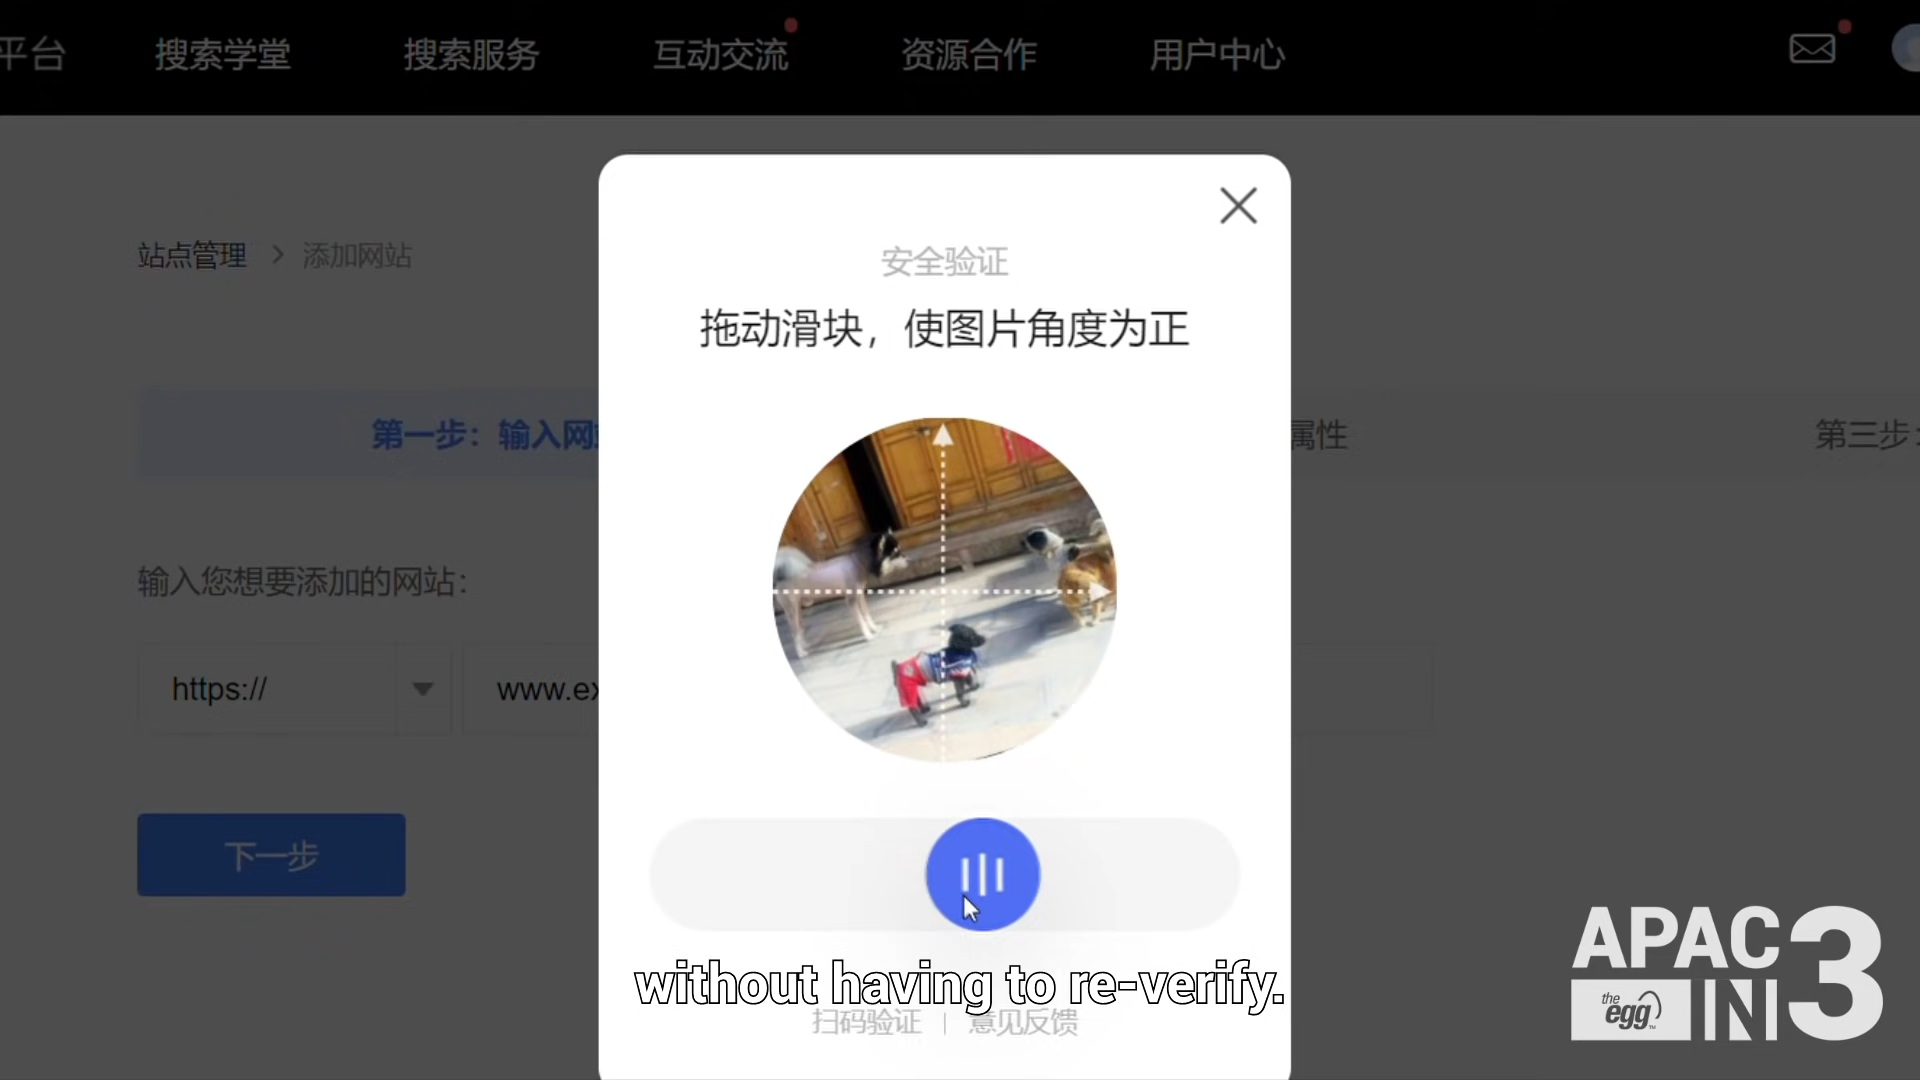 平台 搜索学堂 搜索服务 互动交流 资源合作 用户中心
站点管理 > 添加网站
安全验证
拖动滑块，使图片角度为正
第一步：输入网 属性 第三步：
输入您想要添加的网站：
https:// www.ex
下一步
without having to re-verify.
扫码验证 | 意见反馈
APAC
IN 3
the
egg